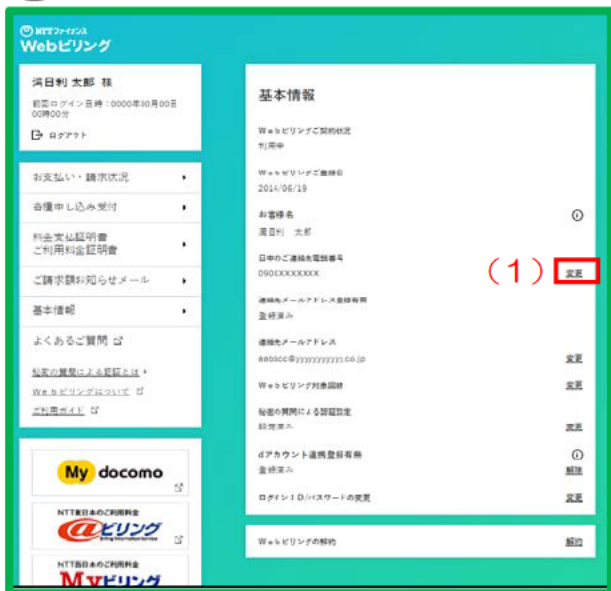 NTTファイナンス
Webビリング
濵日利 太郎 様
前回ログイン日時:0000年00月00日
00時00分
ログアウト
お支払い・請求状況
各種申し込み受付
料金支払証明書
ご利用料金証明書
ご請求額お知らせメール
基本情報
よくあるご質問
秘密の質問による認証とは
Webビリングについて
ご利用ガイド
My docomo
NTT東日本のご利用料金
@ビリング
Billing Information Service
NTT西日本のご利用料金
Myビリング
基本情報
Webビリングご契約状況
利用中
Webビリングご登録日
2014/06/19
お客様名
濵日利 太郎
日中のご連絡先電話番号
090EXXXXXXX
(1)
変更
連絡先メールアドレス登録有無
登録済み
連絡先メールアドレス
変更
Webビリング対象回線
変更
秘密の質問による認証設定
設定済み
変更
dアカウント連携登録有無
登録済み
解除
ログインID/パスワードの変更
変更
Webビリングの解約
解約